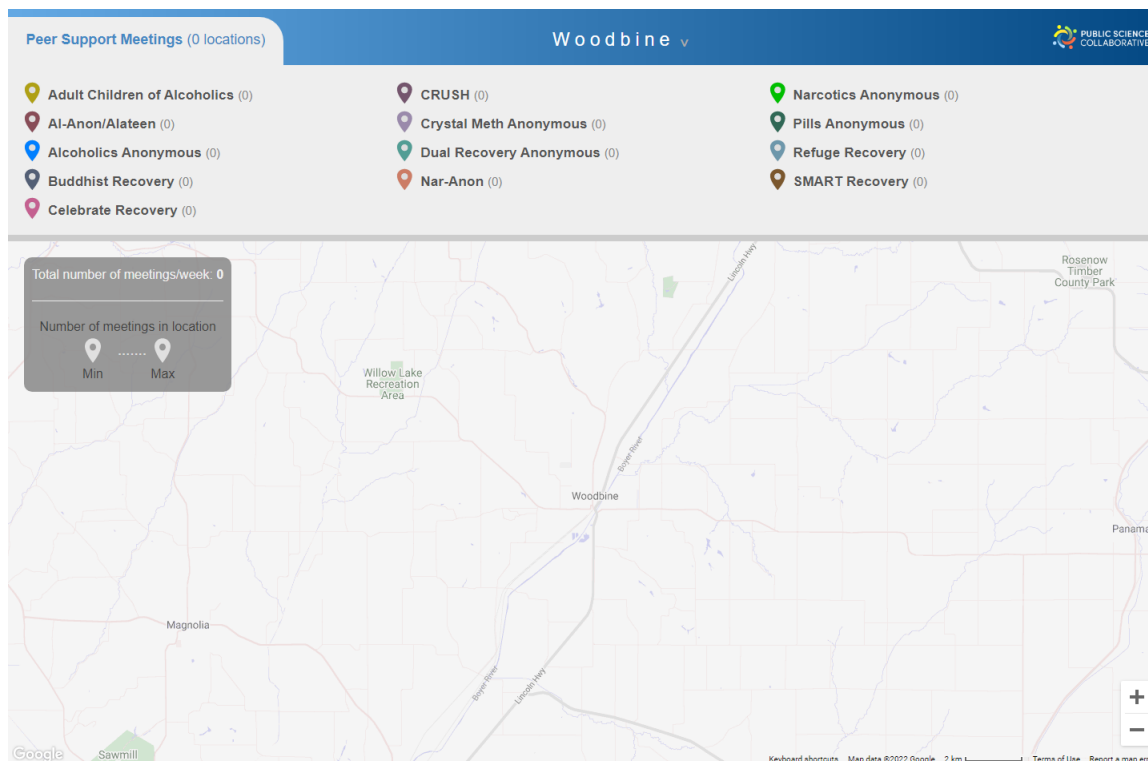 Peer Support Meetings (0 locations)
Woodbine v
PUBLIC SCIENCE
COLLABORATIVE
Adult Children of Alcoholics (0)
CRUSH (0)
Narcotics Anonymous (0)
Al-Anon/Alateen (0)
Crystal Meth Anonymous (0)
Pills Anonymous (0)
Alcoholics Anonymous (0)
Dual Recovery Anonymous (0)
Refuge Recovery (0)
Buddhist Recovery (0)
Nar-Anon (0)
SMART Recovery (0)
Celebrate Recovery (0)
Total number of meetings/week: 0
Number of meetings in location
Min
Max
Lincoln Hwy
Rosenow
Timber
County Park
Willow Lake
Recreation
Area
Boyer River
Woodbine
Panama
Magnolia
Boyer River
Lincoln Hwy
Sawmill
Google
Keyboard shortcuts Map data ©2022 Google 2 km Terms of Use Report a map er